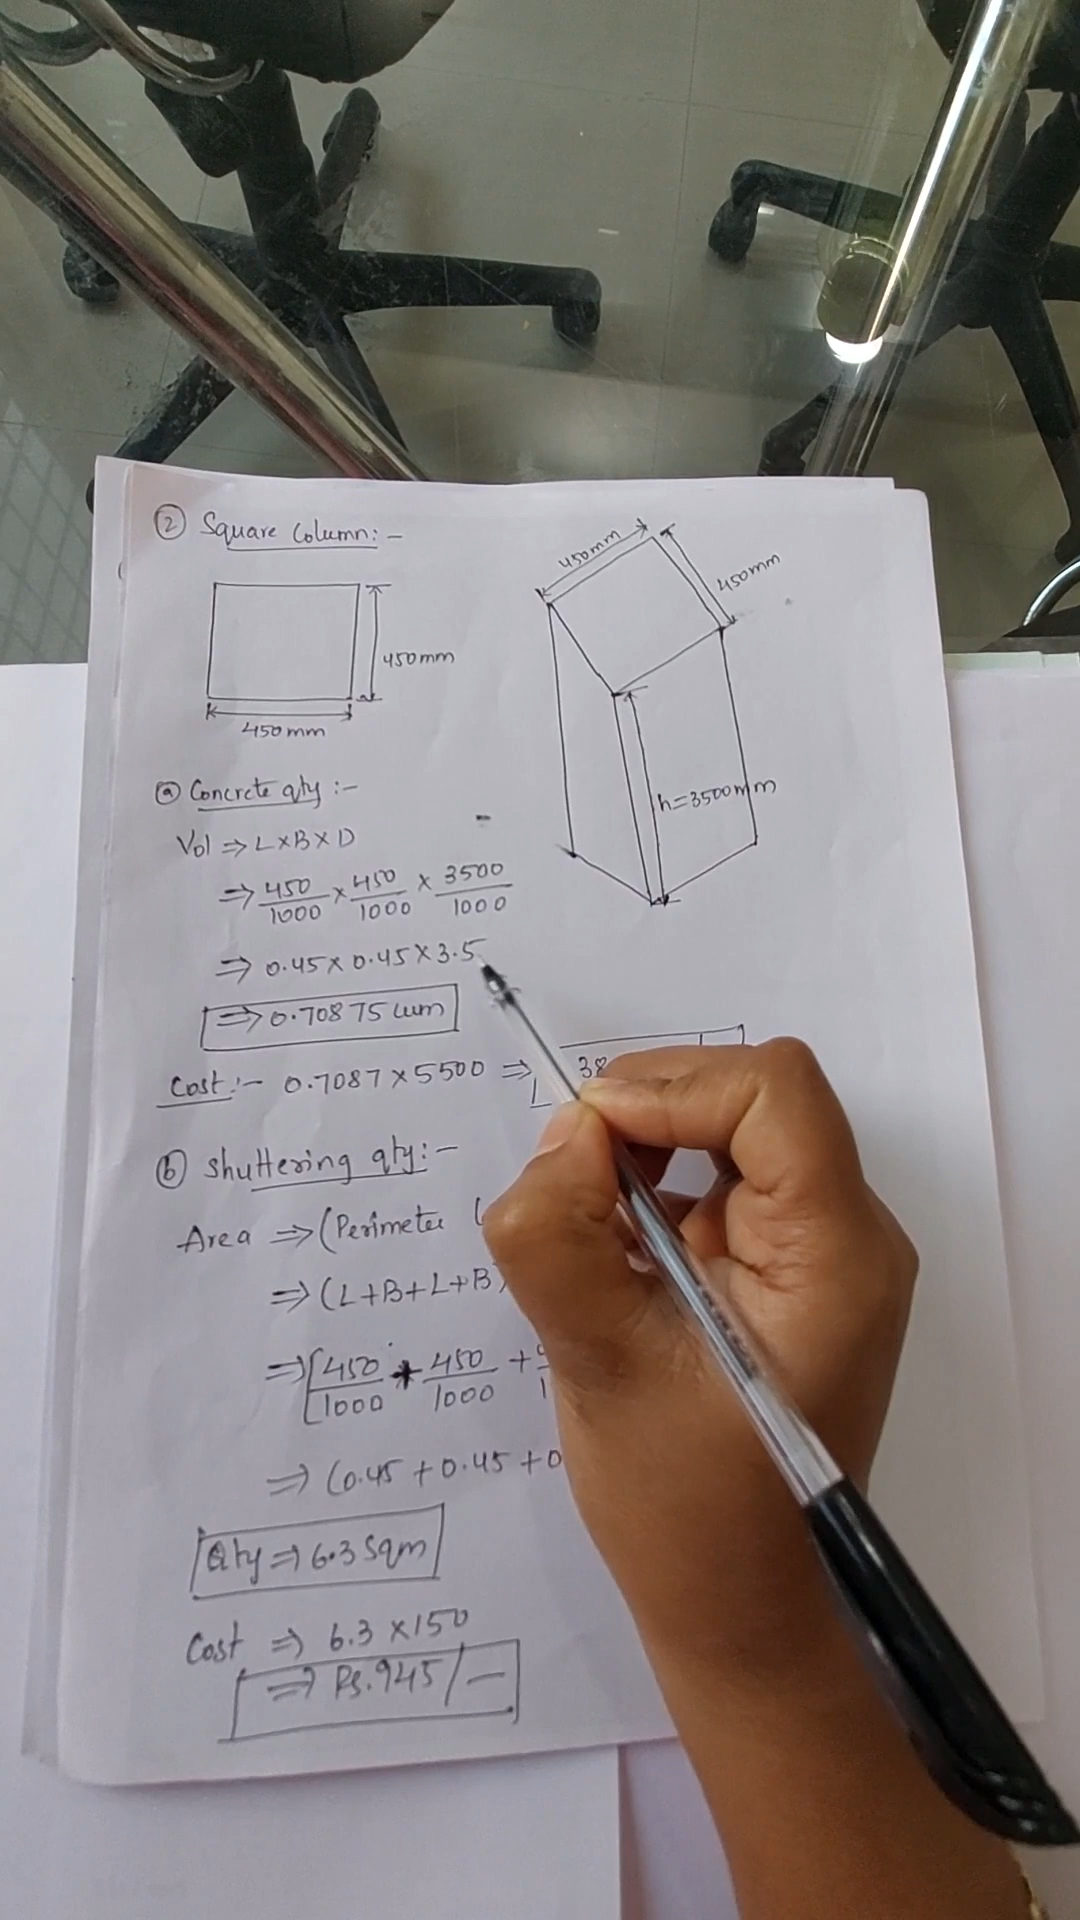 ② Square Column:-
450mm
450mm
450mm
450mm
h=3500mm
ⓐ Concrete qty :-
Vol ⇒ L×B×D
⇒ 450/1000 × 450/1000 × 3500/1000
⇒ 0.45 × 0.45 × 3.5
⇒ 0.70875 cum
Cost:- 0.7087 × 5500 ⇒ 38
ⓑ Shuttering qty:-
Area ⇒ (Perimeter
⇒ (L+B+L+B)
⇒ [450/1000 + 450/1000 +
⇒ (0.45 + 0.45 + 0
Qty ⇒ 6.3 Sqm
Cost ⇒ 6.3 × 150
⇒ Rs. 945/-